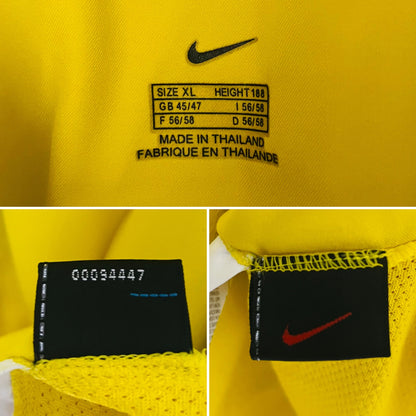 SIZE XL HEIGHT 188
GB 45/47 I 56/58
F 56/58 D 56/58
MADE IN THAILAND
FABRIQUE EN THAILANDE
00094447